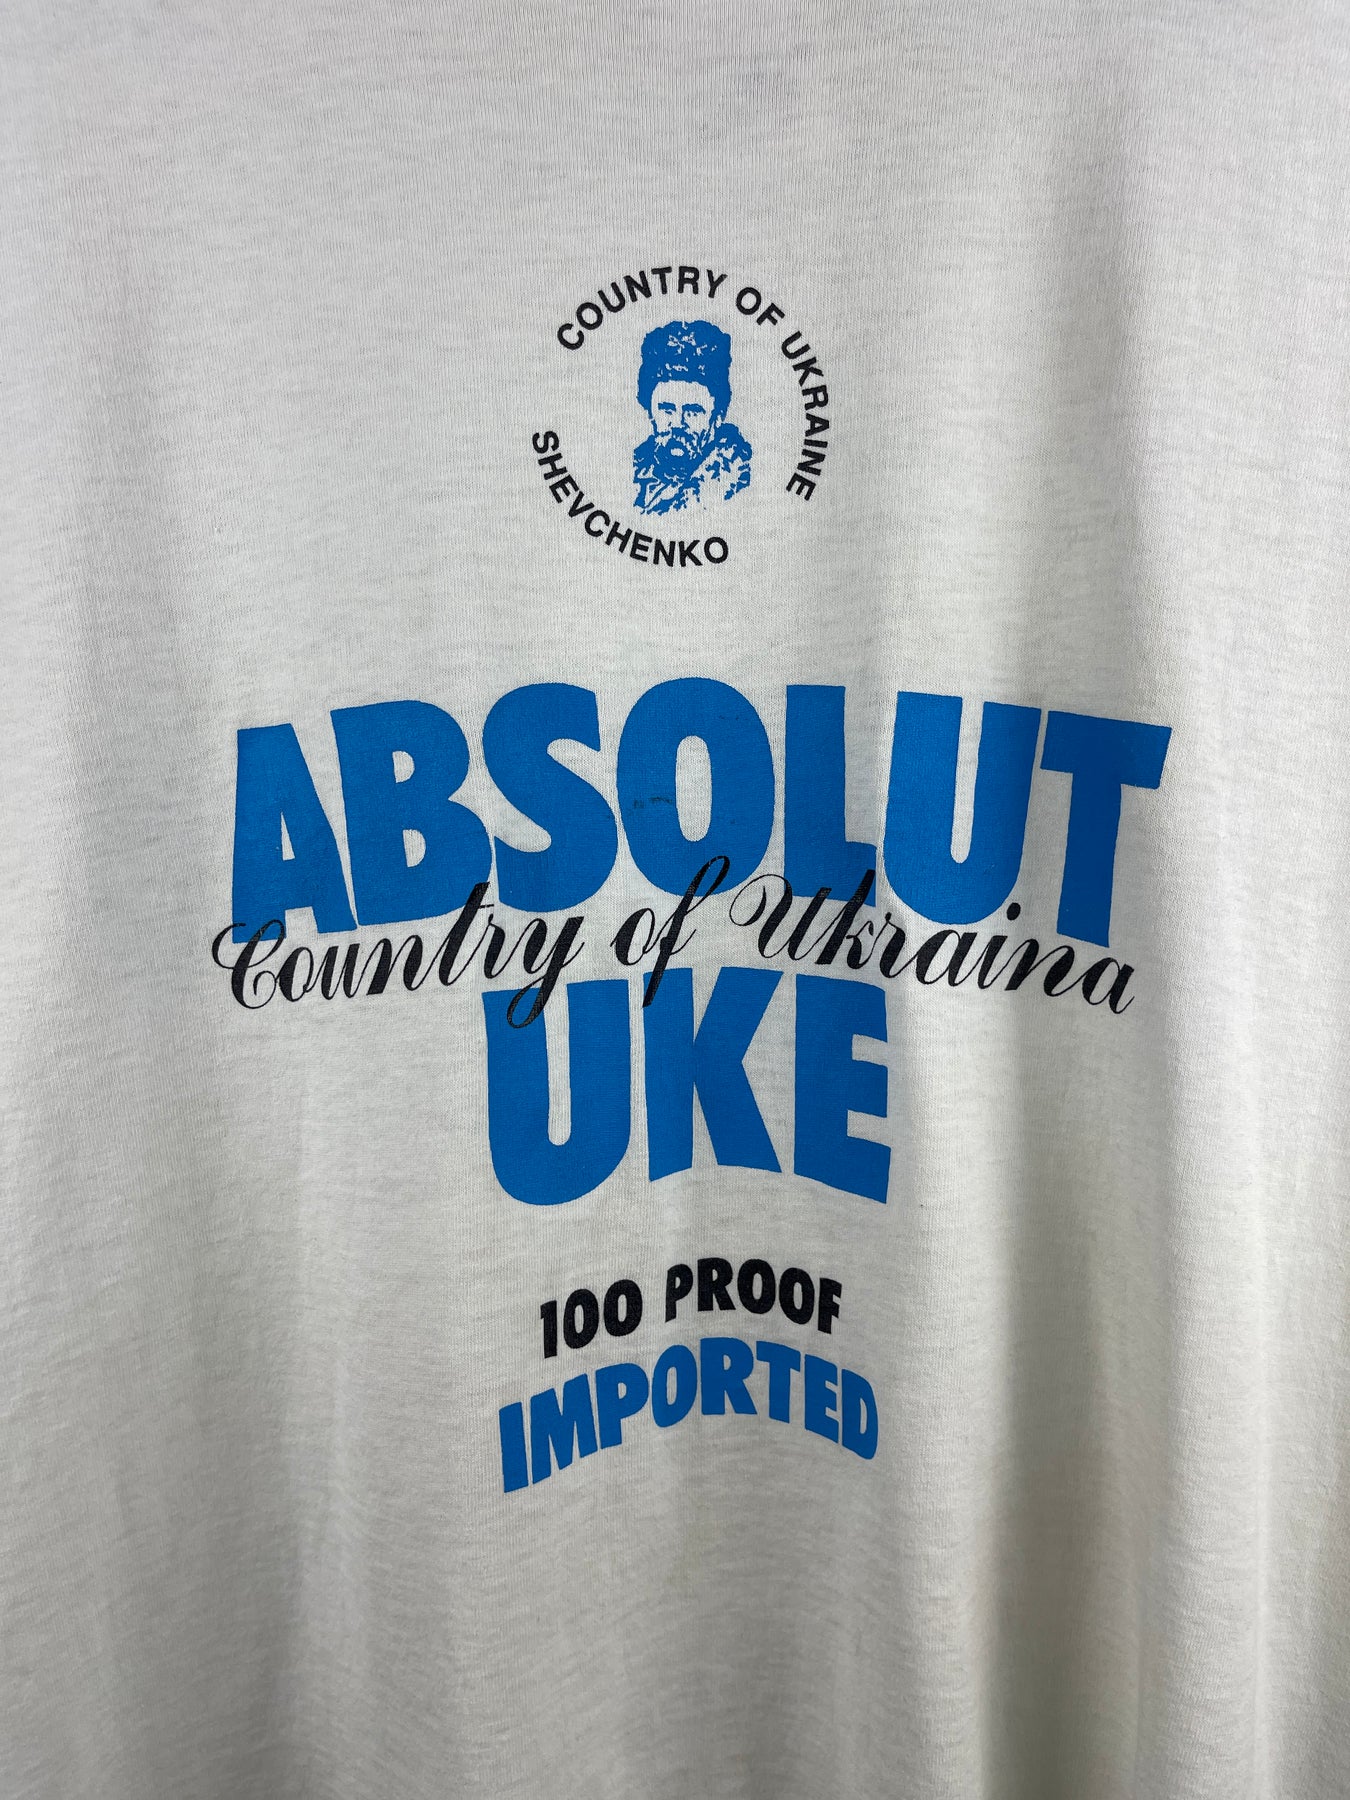 COUNTRY OF UKRAINE
SHEVCHENKO
ABSOLUT
Country of Ukraina
UKE
100 PROOF
IMPORTED